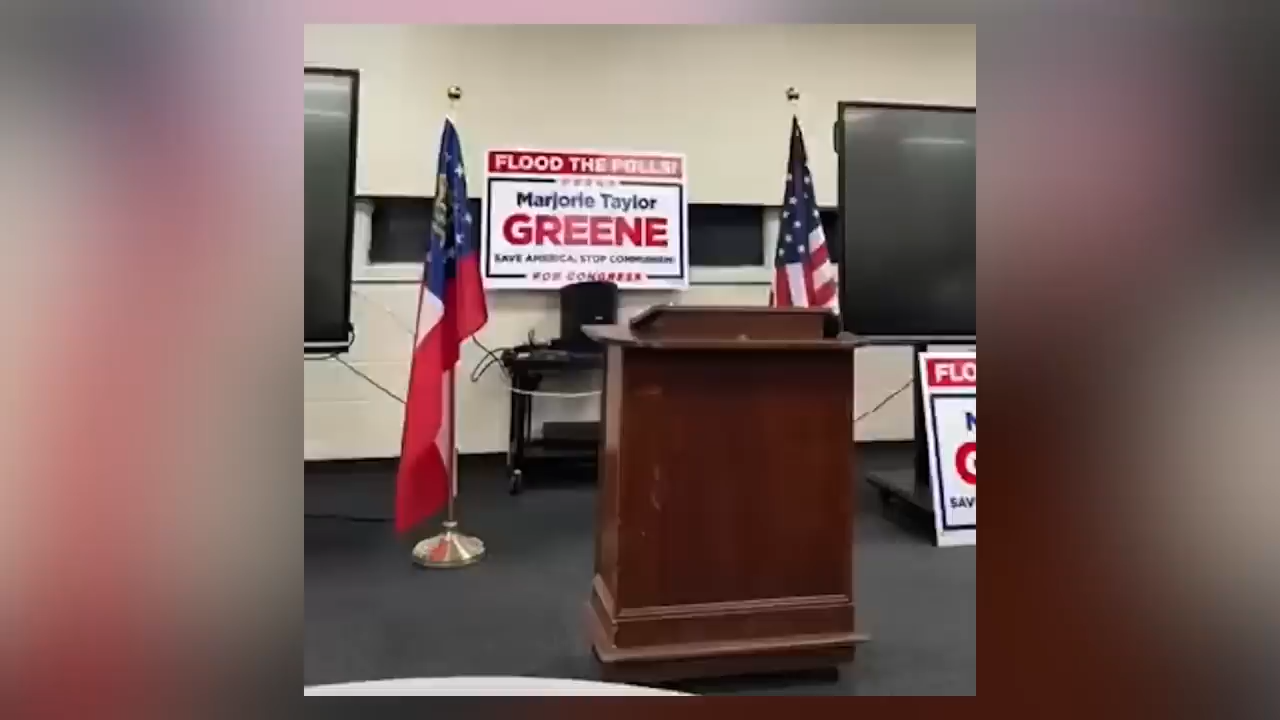 FLOOD THE POLLS!
Marjorie Taylor
GREENE
SAVE AMERICA, STOP COMMUNISM!
FOR CONGRESS
FLO
SAV